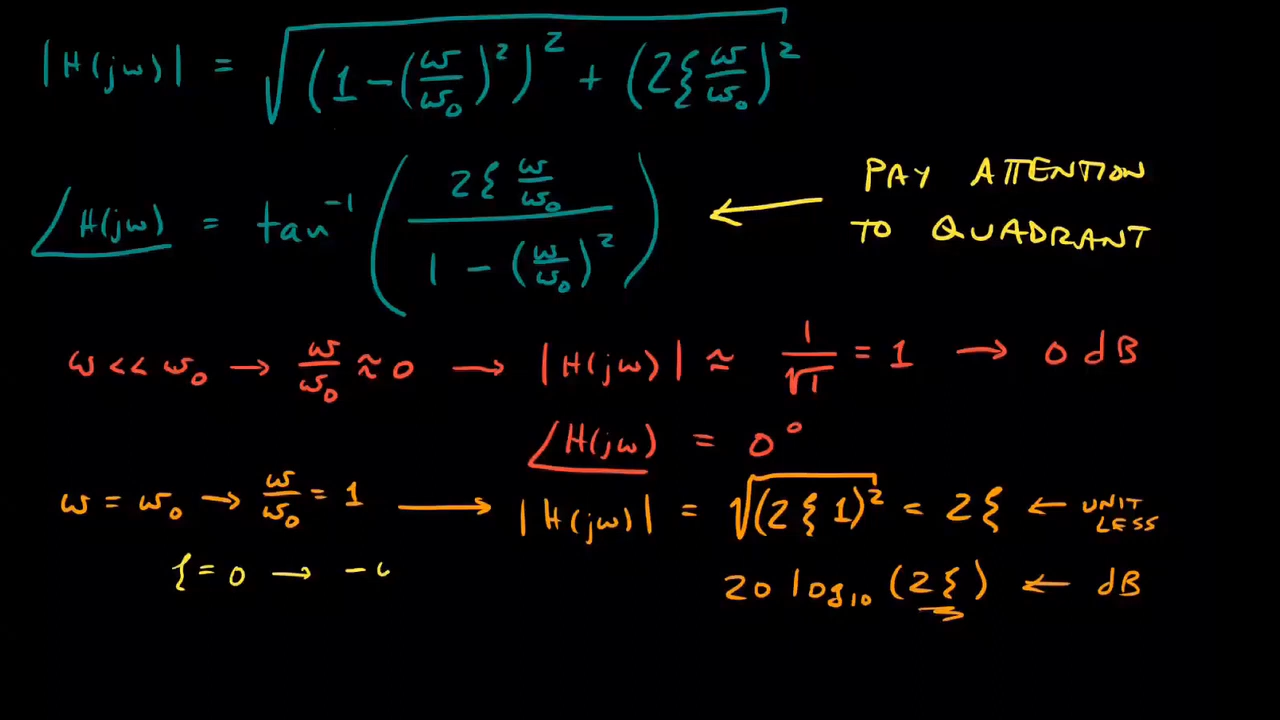 |H(jω)| = √((1 - (ω/ω₀)²)² + (2ζ ω/ω₀)²)
∠H(jω) = tan⁻¹(2ζ ω/ω₀ / 1 - (ω/ω₀)²) ← PAY ATTENTION
TO QUADRANT
ω << ω₀ → ω/ω₀ ≈ 0 → |H(jω)| ≈ 1/√1 = 1 → 0 dB
∠H(jω) = 0°
ω = ω₀ → ω/ω₀ = 1 → |H(jω)| = √(2ζ1)² = 2ζ ← UNIT
LESS
ζ = 0 → -
20 log₁₀ (2ζ) ← dB